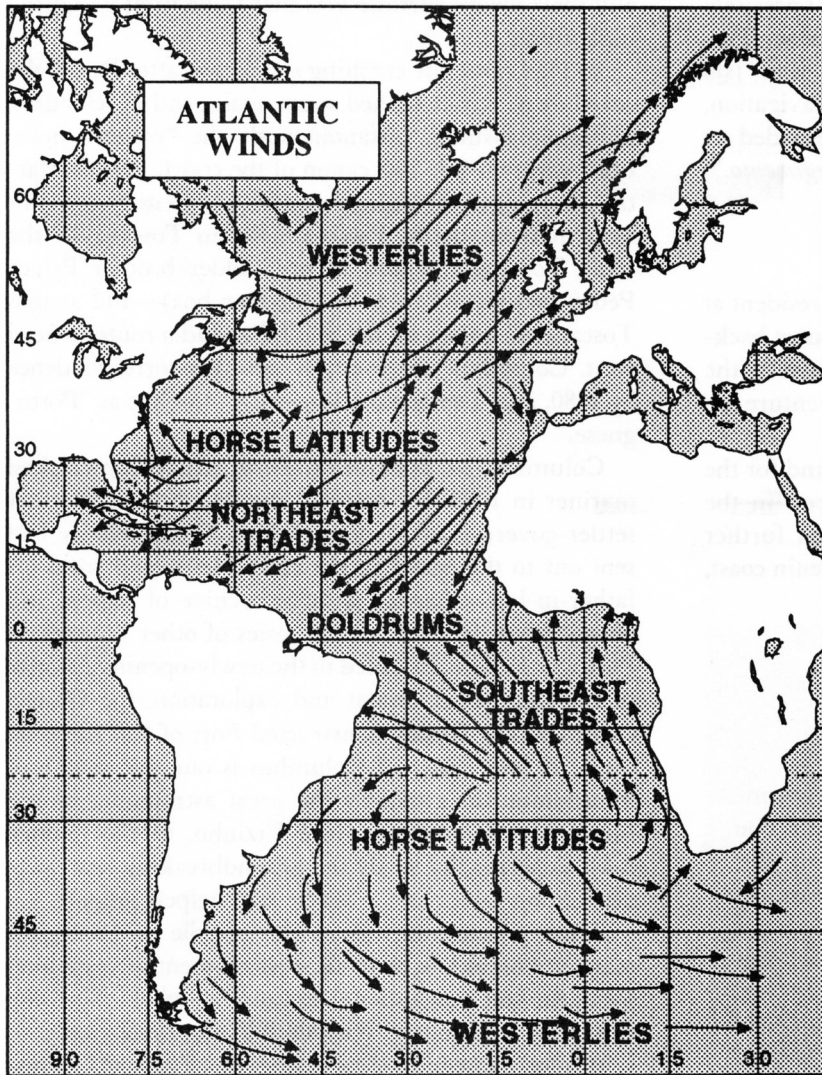 ATLANTIC
WINDS
60
WESTERLIES
45
HORSE LATITUDES
30
NORTHEAST
TRADES
15
DOLDRUMS
0
SOUTHEAST
TRADES
15
30
HORSE LATITUDES
45
WESTERLIES
90 75 60 45 30 15 0 15 30